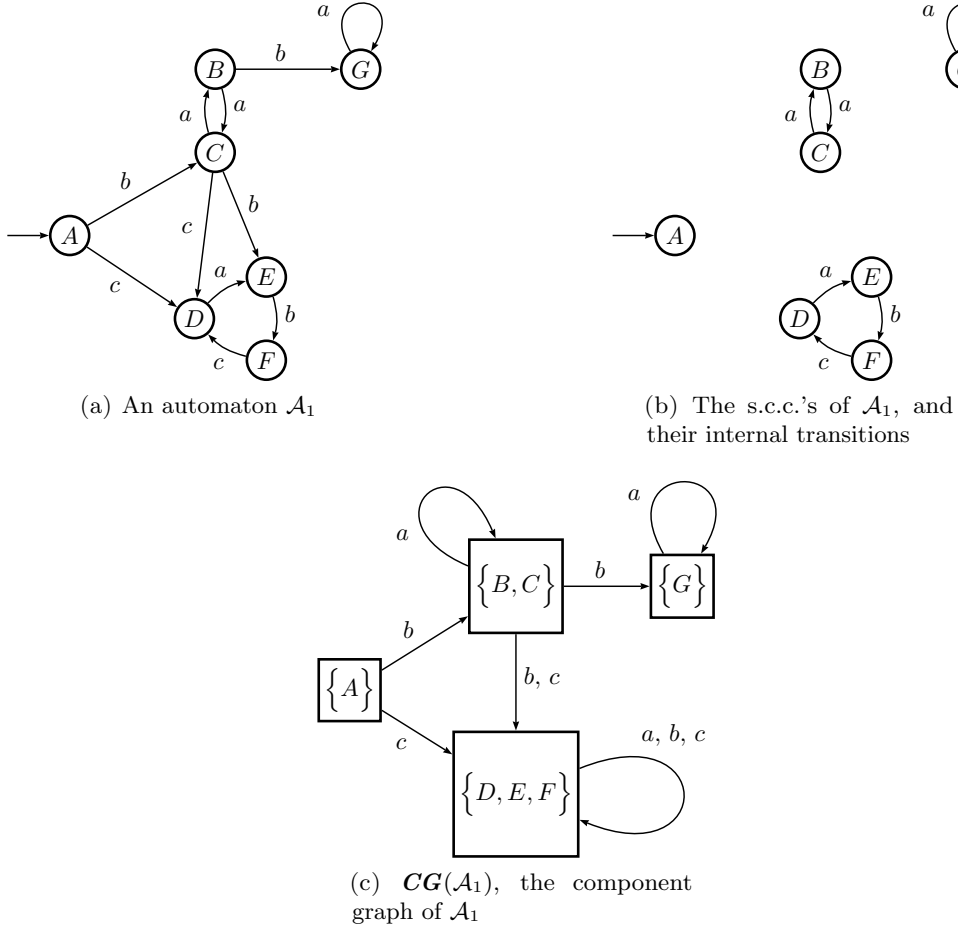 a
B
b
G
a
a
C
b
b
c
A
c
a
E
D
b
c
F
(a) An automaton 𝒜₁
a
B
a
a
C
A
a
E
D
b
c
F
(b) The s.c.c.'s of 𝒜₁, and
their internal transitions
a
a
{B, C}
b
{G}
b
{A}
b, c
c
a, b, c
{D, E, F}
(c) CG(𝒜₁), the component
graph of 𝒜₁